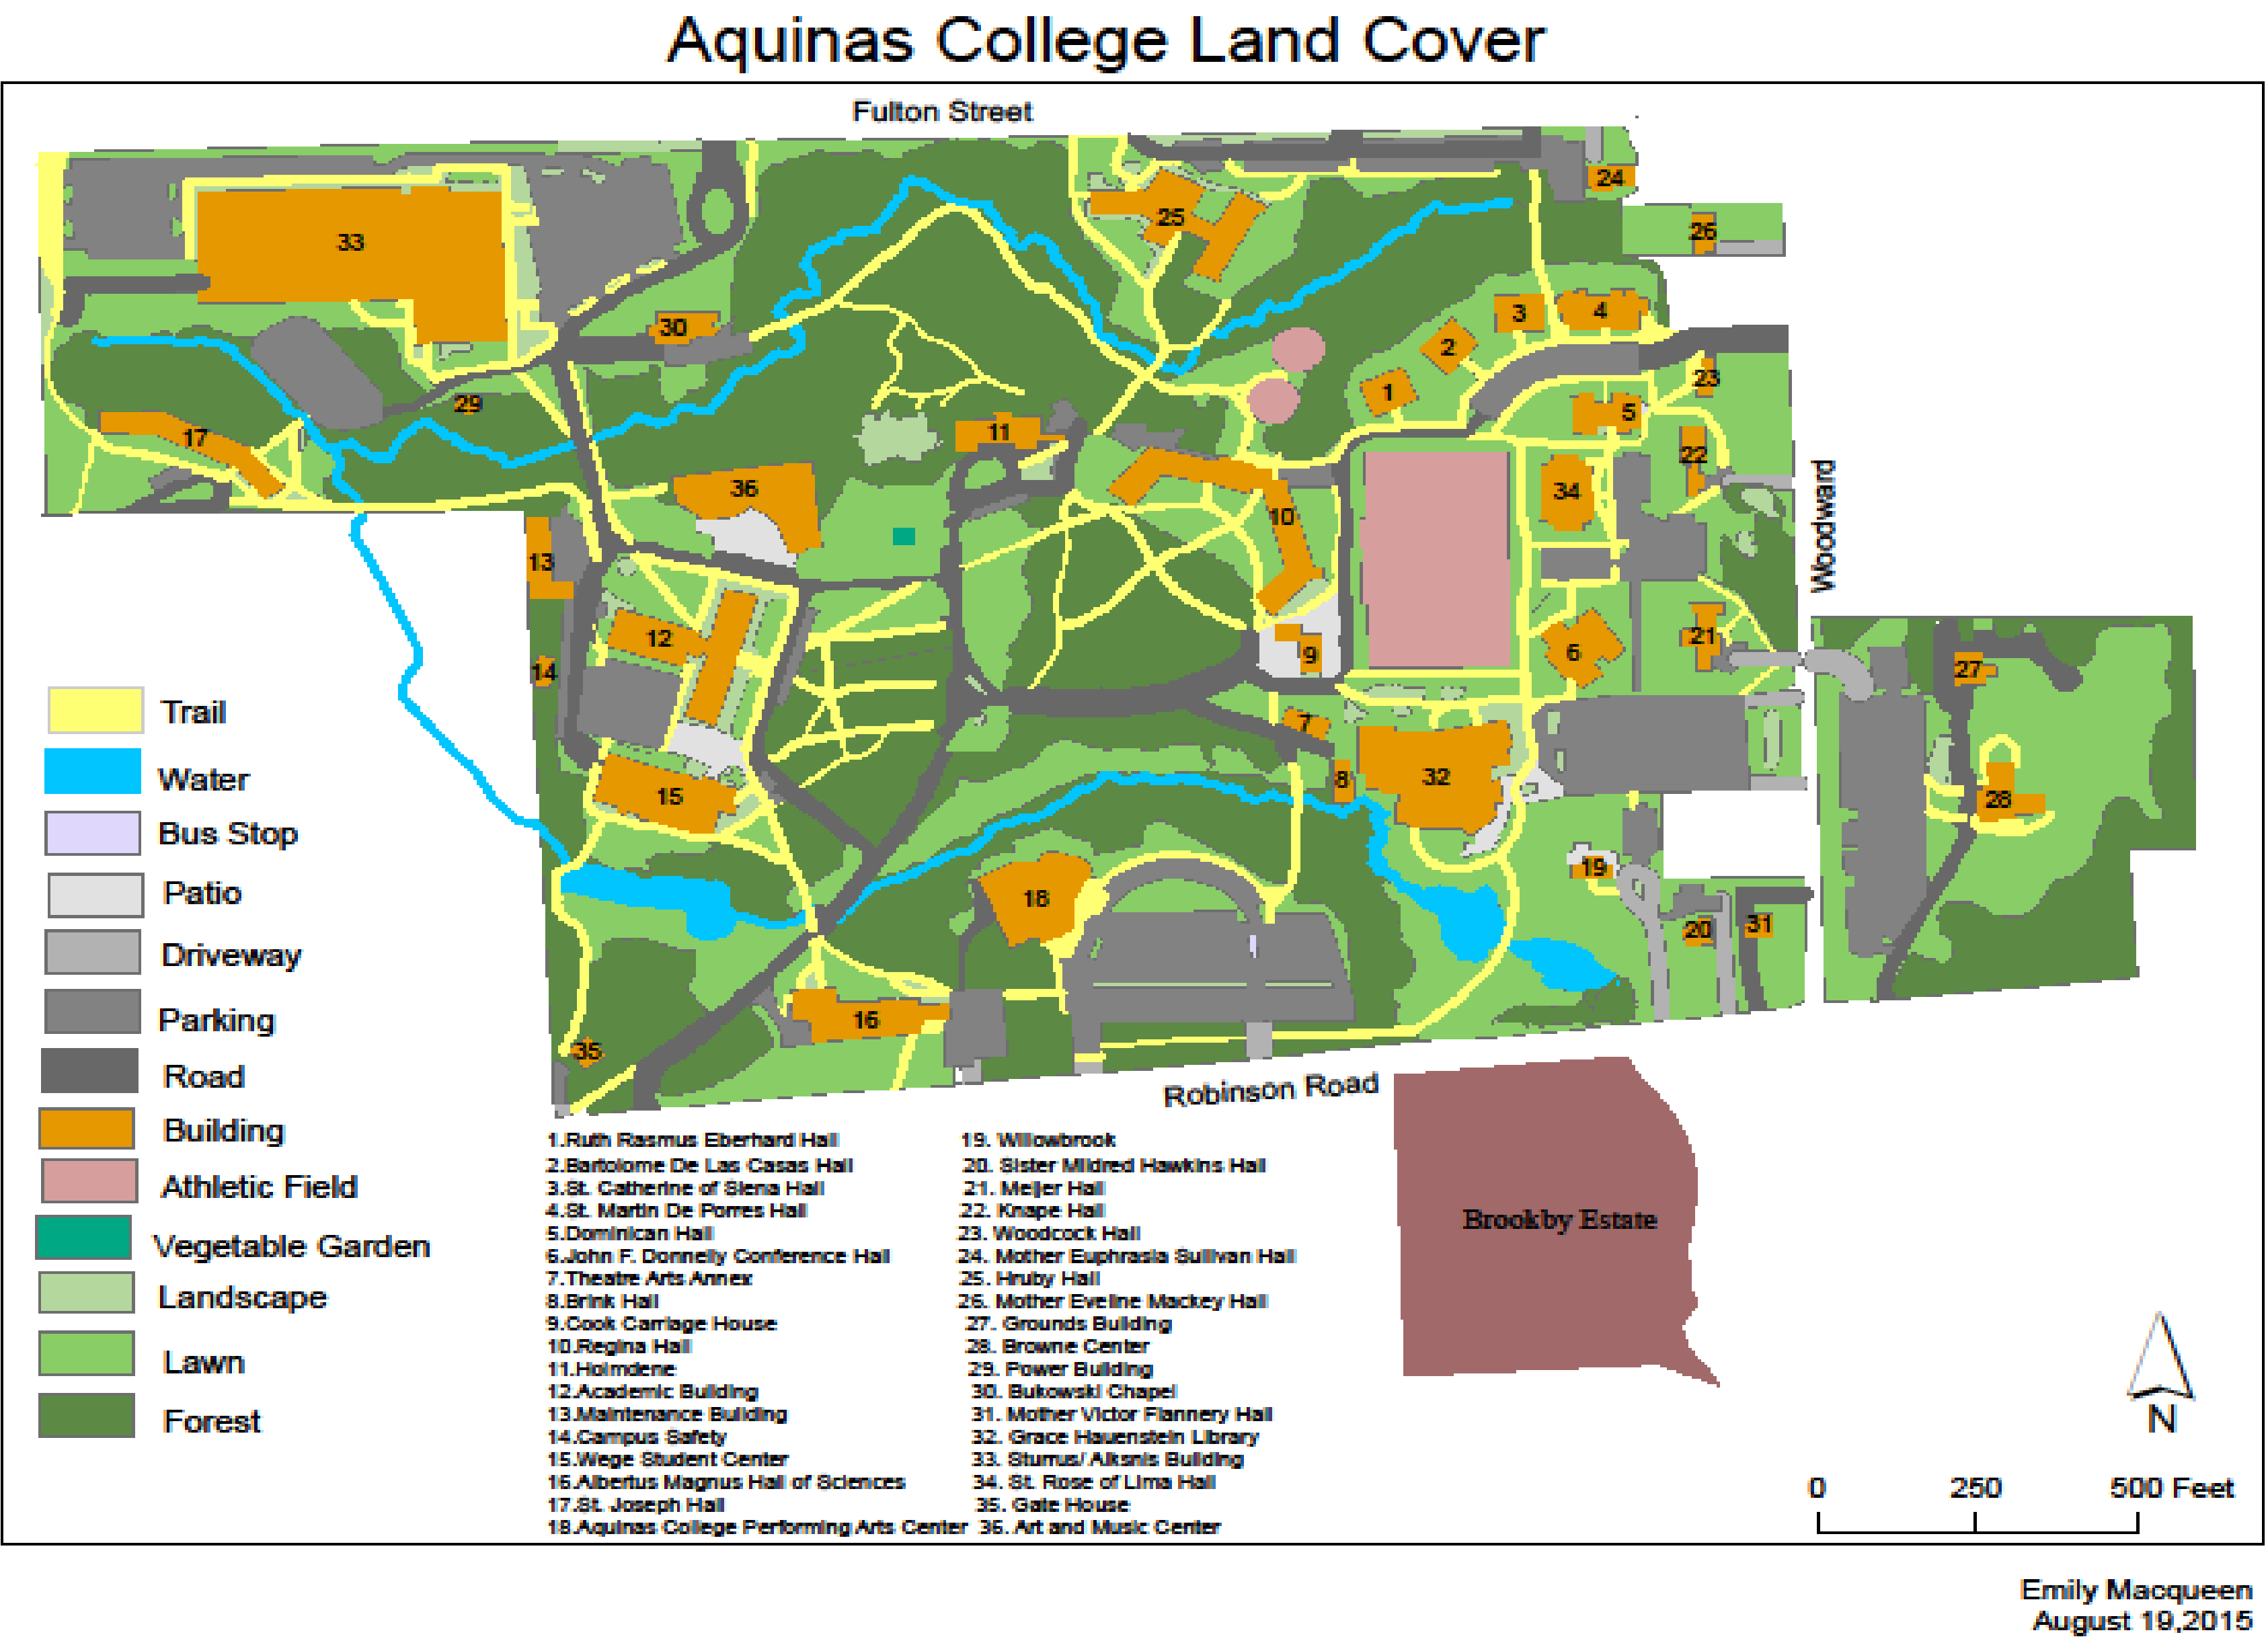 Aquinas College Land Cover
Fulton Street
24
25
26
33
3
4
30
2
23
1
29
5
17
11
22
36
34
10
13
Woodward
12
6
21
9
14
27
7
32
8
15
28
19
18
20
31
16
35
Trail
Water
Bus Stop
Patio
Driveway
Parking
Road
Building
Athletic Field
Vegetable Garden
Landscape
Lawn
Forest
Robinson Road
1.Ruth Rasmus Eberhard Hall
2.Bartolome De Las Casas Hall
3.St. Catherine of Siena Hall
4.St. Martin De Porres Hall
5.Dominican Hall
6.John F. Donnelly Conference Hall
7.Theatre Arts Annex
8.Brink Hall
9.Cook Carriage House
10.Regina Hall
11.Holmdene
12.Academic Building
13.Maintenance Building
14.Campus Safety
15.Wege Student Center
16.Albertus Magnus Hall of Sciences
17.St. Joseph Hall
18.Aquinas College Performing Arts Center
19. Willowbrook
20. Sister Mildred Hawkins Hall
21. Meijer Hall
22. Knape Hall
23. Woodcock Hall
24. Mother Euphrasia Sullivan Hall
25. Hruby Hall
26. Mother Eveline Mackey Hall
27. Grounds Building
28. Browne Center
29. Power Building
30. Bukowski Chapel
31. Mother Victor Flannery Hall
32. Grace Hauenstein Library
33. Sturrus/ Alksnis Building
34. St. Rose of Lima Hall
35. Gate House
36. Art and Music Center
Brookby Estate
N
0 250 500 Feet
Emily Macqueen
August 19,2015